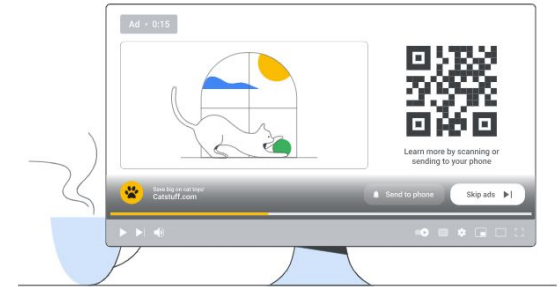 Ad • 0:15
Learn more by scanning or
sending to your phone
Save big on cat toys!
Catstuff.com
Send to phone
Skip ads